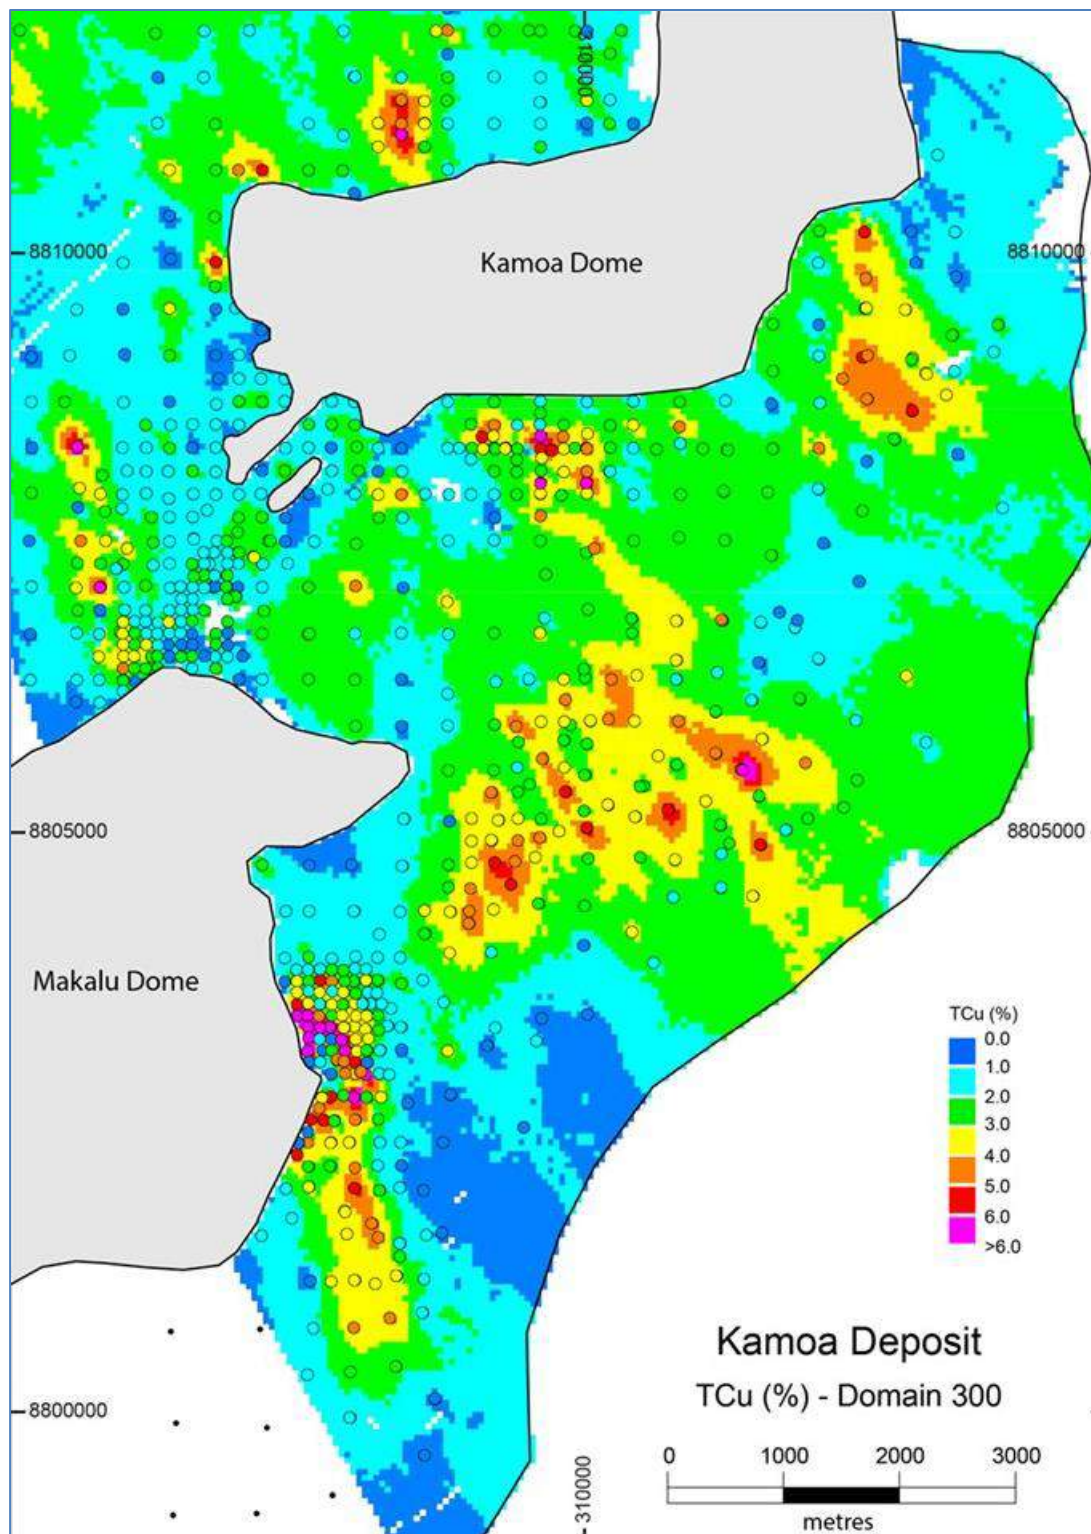 310000
Kamoa Dome
8810000
8810000
8805000
8805000
Makalu Dome
TCu (%)
0.0
1.0
2.0
3.0
4.0
5.0
6.0
>6.0
Kamoa Deposit
TCu (%) - Domain 300
8800000
0 1000 2000 3000
metres
310000